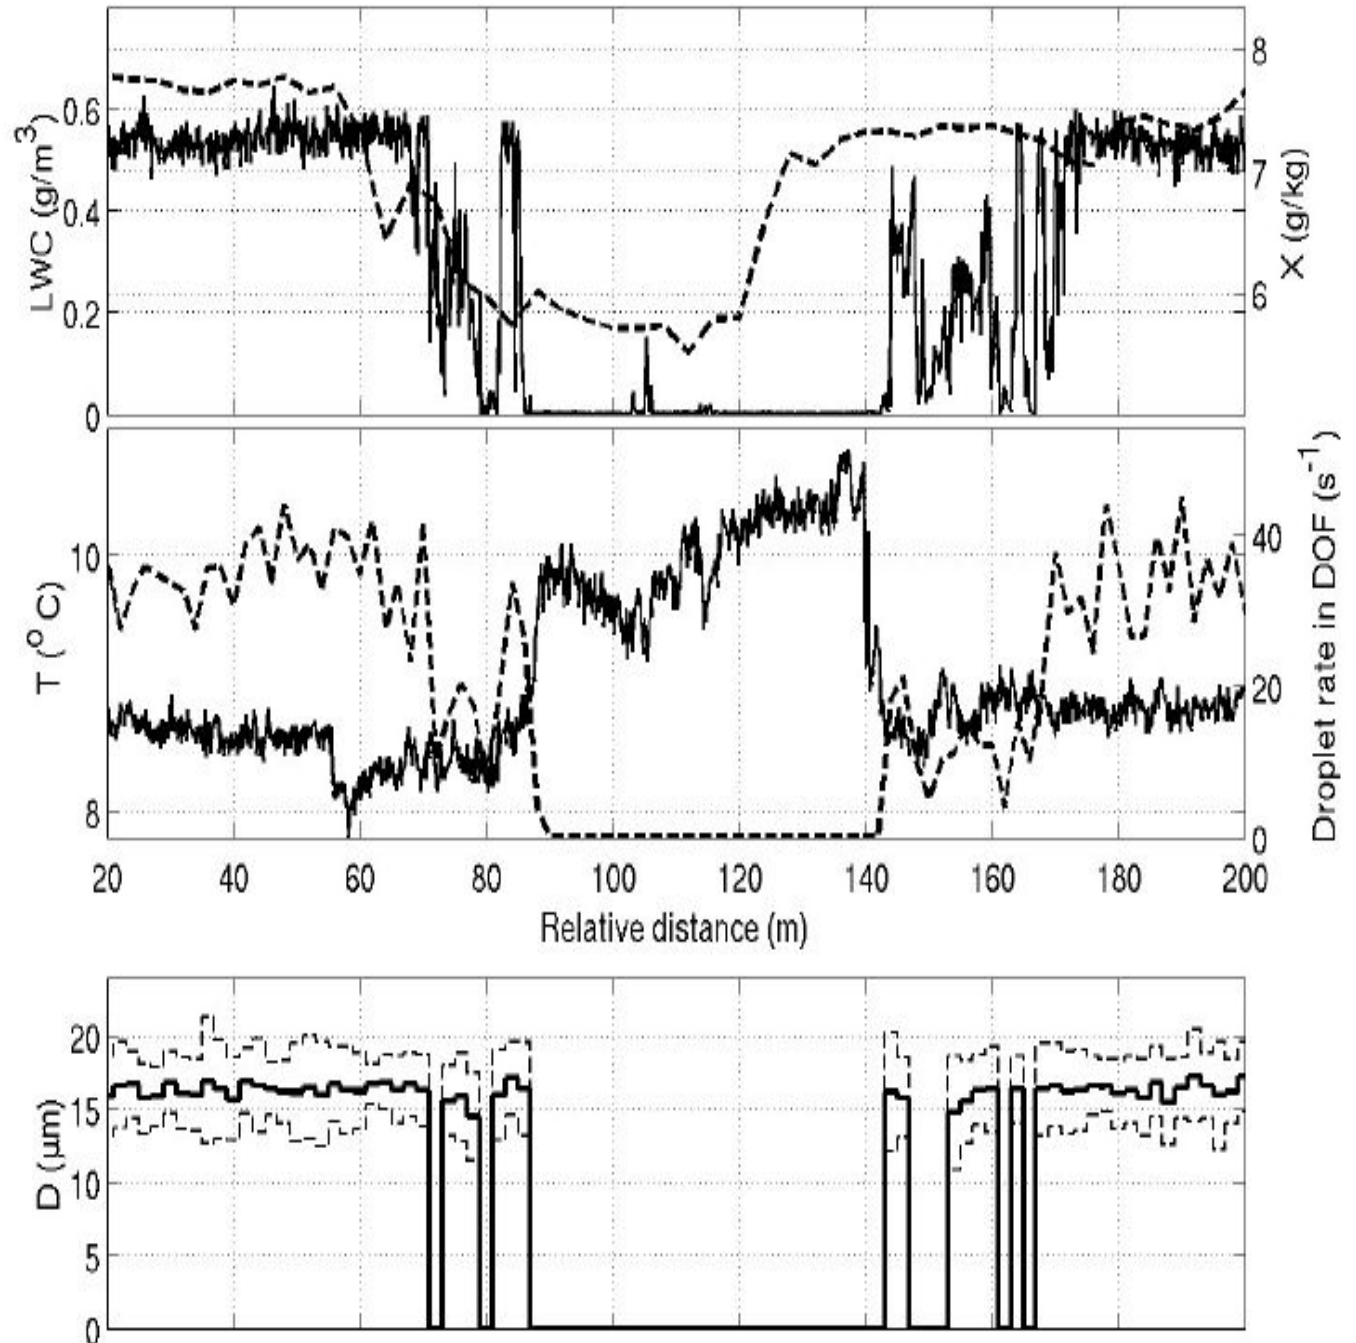 8
0.6
LWC (g/m³)
7
X (g/kg)
0.4
6
0.2
0
10
40
T (°C)
Droplet rate in DOF (s⁻¹)
20
8
0
20 40 60 80 100 120 140 160 180 200
Relative distance (m)
20
15
D (µm)
10
5
0